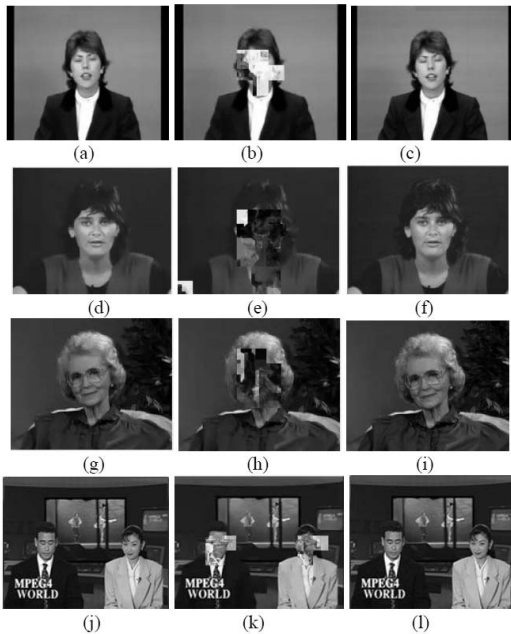 (a) (b) (c)
(d) (e) (f)
(g) (h) (i)
MPEG4 WORLD
MPEG4 WORLD
MPEG4 WORLD
(j) (k) (l)